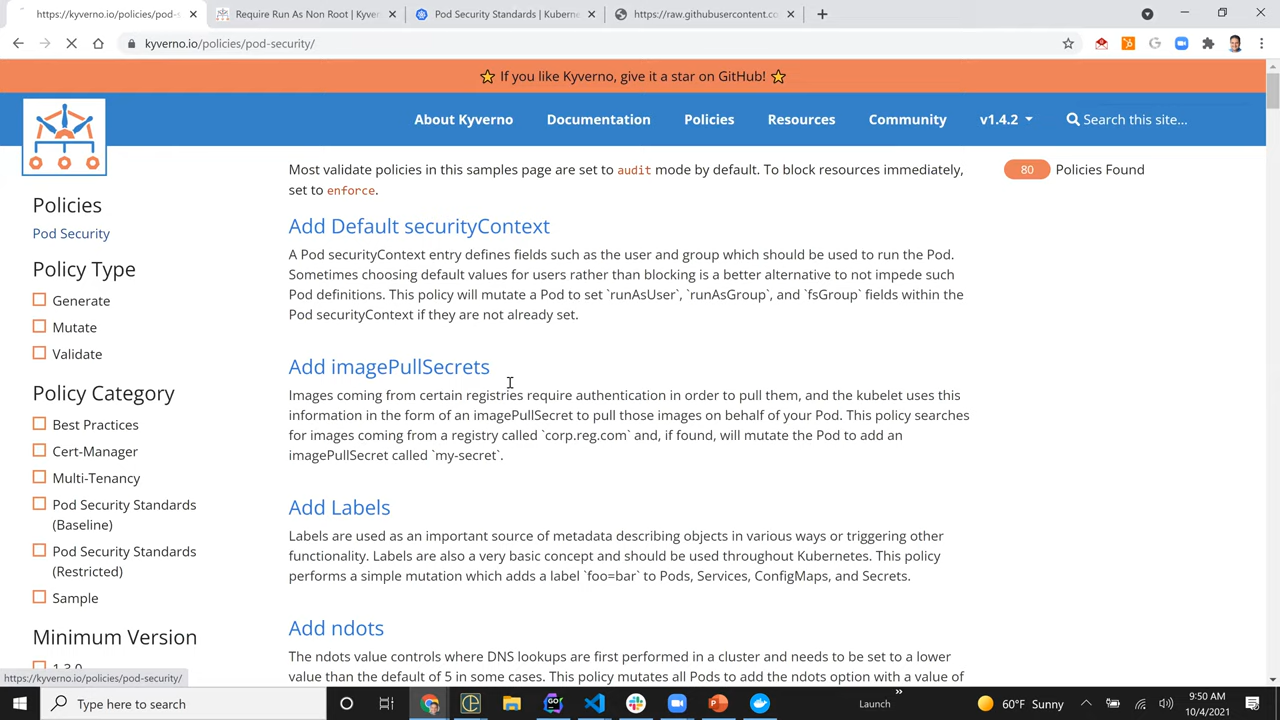 https://kyverno.io/policies/pod-s
Require Run As Non Root | Kyver
Pod Security Standards | Kuberne
https://raw.githubusercontent.co
kyverno.io/policies/pod-security/
If you like Kyverno, give it a star on GitHub!
About Kyverno
Documentation
Policies
Resources
Community
v1.4.2
Search this site...
Policies
Pod Security
Policy Type
Generate
Mutate
Validate
Policy Category
Best Practices
Cert-Manager
Multi-Tenancy
Pod Security Standards
(Baseline)
Pod Security Standards
(Restricted)
Sample
Minimum Version
1.3.0
Most validate policies in this samples page are set to audit mode by default. To block resources immediately,
set to enforce.
Add Default securityContext
A Pod securityContext entry defines fields such as the user and group which should be used to run the Pod.
Sometimes choosing default values for users rather than blocking is a better alternative to not impede such
Pod definitions. This policy will mutate a Pod to set `runAsUser`, `runAsGroup`, and `fsGroup` fields within the
Pod securityContext if they are not already set.
Add imagePullSecrets
Images coming from certain registries require authentication in order to pull them, and the kubelet uses this
information in the form of an imagePullSecret to pull those images on behalf of your Pod. This policy searches
for images coming from a registry called `corp.reg.com` and, if found, will mutate the Pod to add an
imagePullSecret called `my-secret`.
Add Labels
Labels are used as an important source of metadata describing objects in various ways or triggering other
functionality. Labels are also a very basic concept and should be used throughout Kubernetes. This policy
performs a simple mutation which adds a label `foo=bar` to Pods, Services, ConfigMaps, and Secrets.
Add ndots
The ndots value controls where DNS lookups are first performed in a cluster and needs to be set to a lower
value than the default of 5 in some cases. This policy mutates all Pods to add the ndots option with a value of
80 Policies Found
https://kyverno.io/policies/pod-security/
Type here to search
Launch
60°F Sunny
9:50 AM
10/4/2021